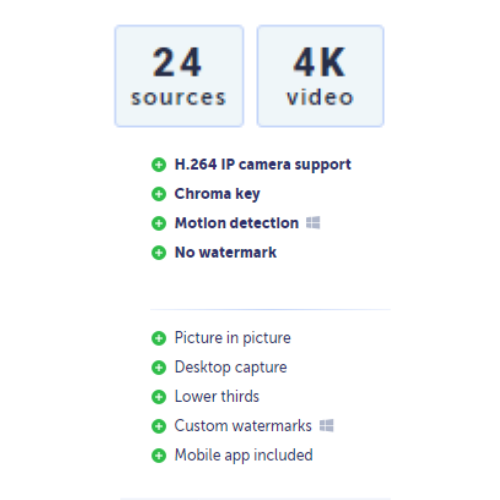 24
sources
4K
video
H.264 IP camera support
Chroma key
Motion detection
No watermark
Picture in picture
Desktop capture
Lower thirds
Custom watermarks
Mobile app included